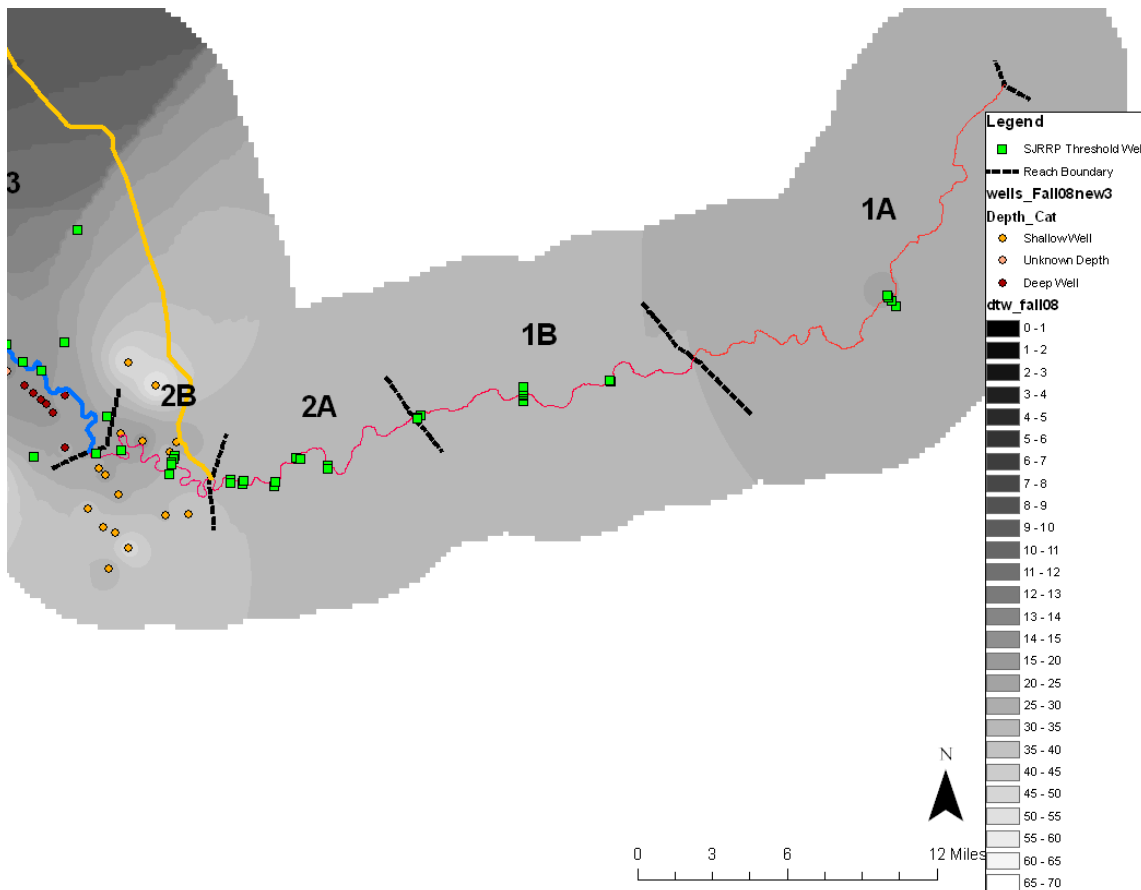 3
1A
1B
2A
2B
Legend
SJRRP Threshold Wel
Reach Boundary
wells_Fall08new3
Depth_Cat
Shallow Well
Unknown Depth
Deep Well
dtw_fall08
0 - 1
1 - 2
2 - 3
3 - 4
4 - 5
5 - 6
6 - 7
7 - 8
8 - 9
9 - 10
10 - 11
11 - 12
12 - 13
13 - 14
14 - 15
15 - 20
20 - 25
25 - 30
30 - 35
35 - 40
40 - 45
45 - 50
50 - 55
55 - 60
60 - 65
65 - 70
N
0 3 6 12 Miles